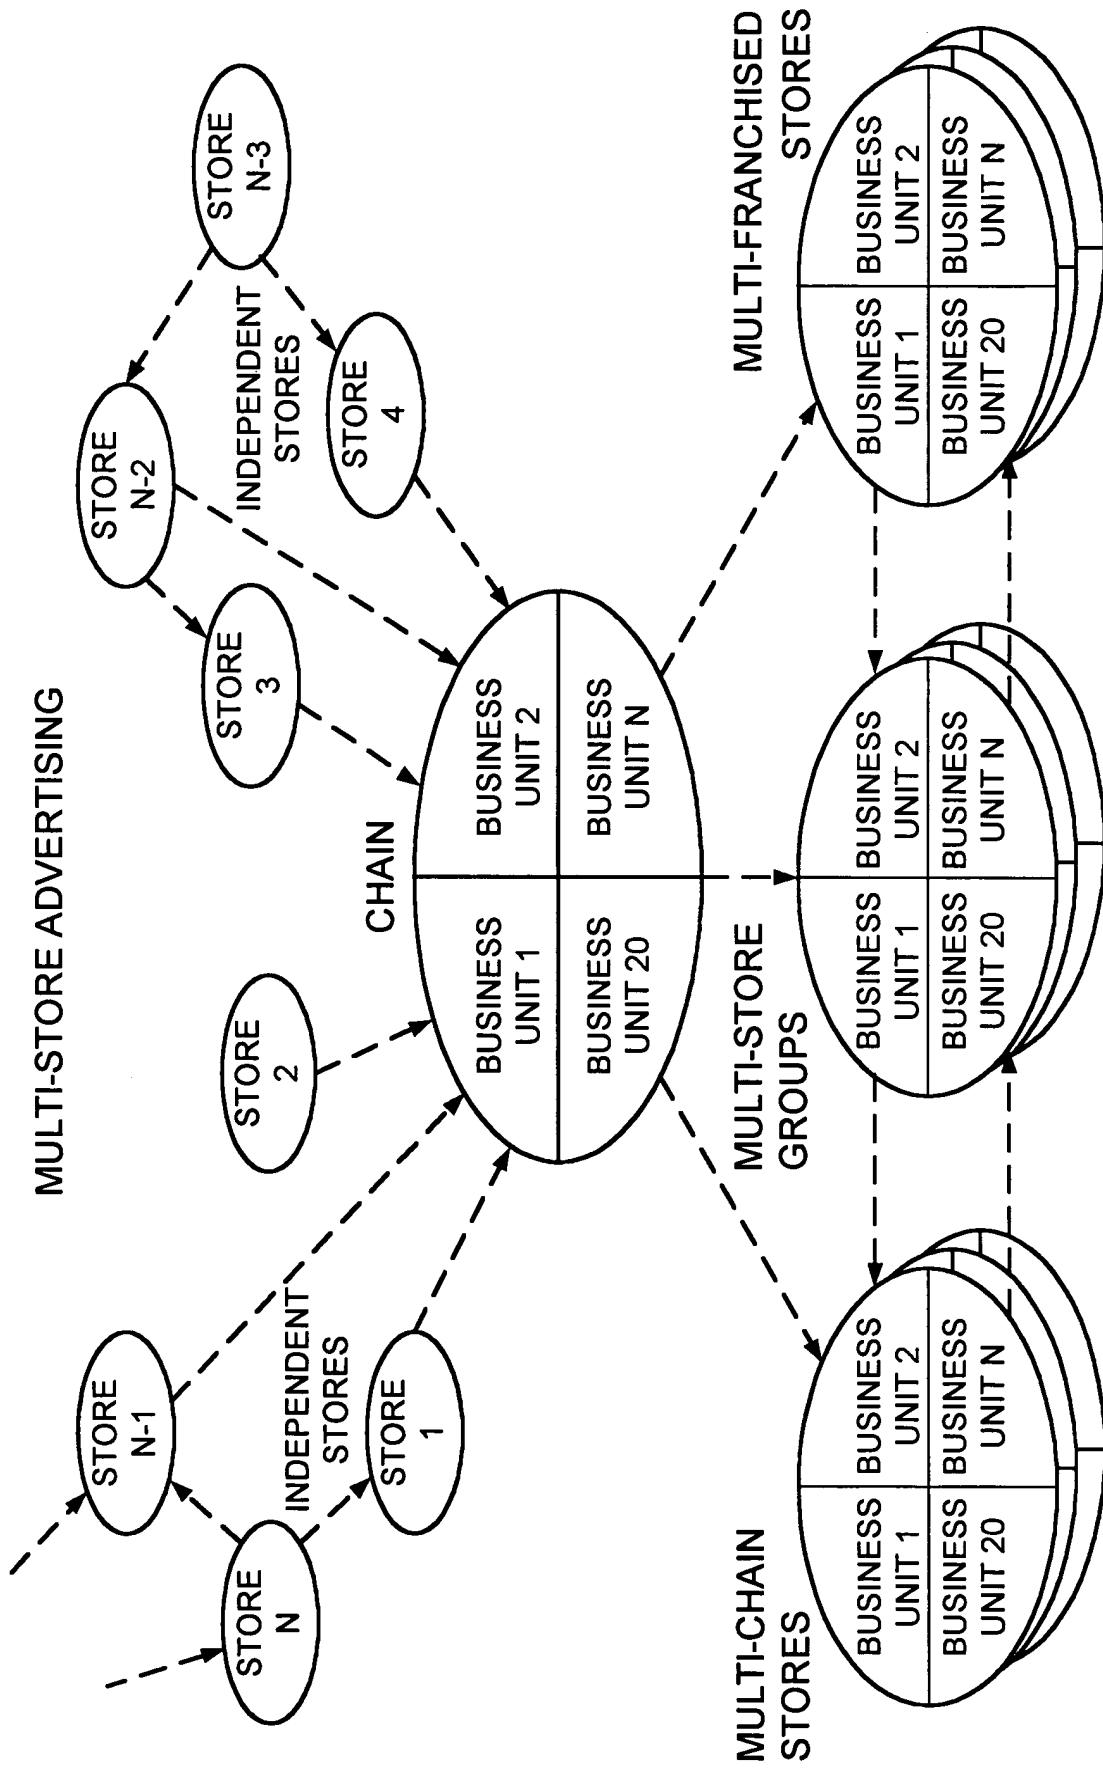 MULTI-STORE ADVERTISING
STORE
N-1
STORE
N-2
STORE
N
STORE
2
STORE
3
STORE
N-3
INDEPENDENT
STORES
INDEPENDENT
STORES
STORE
1
STORE
4
CHAIN
BUSINESS
UNIT 1
BUSINESS
UNIT 2
BUSINESS
UNIT 20
BUSINESS
UNIT N
MULTI-CHAIN
STORES
BUSINESS
UNIT 1
BUSINESS
UNIT 2
BUSINESS
UNIT 20
BUSINESS
UNIT N
MULTI-STORE
GROUPS
BUSINESS
UNIT 1
BUSINESS
UNIT 2
BUSINESS
UNIT 20
BUSINESS
UNIT N
MULTI-FRANCHISED
STORES
BUSINESS
UNIT 1
BUSINESS
UNIT 2
BUSINESS
UNIT 20
BUSINESS
UNIT N